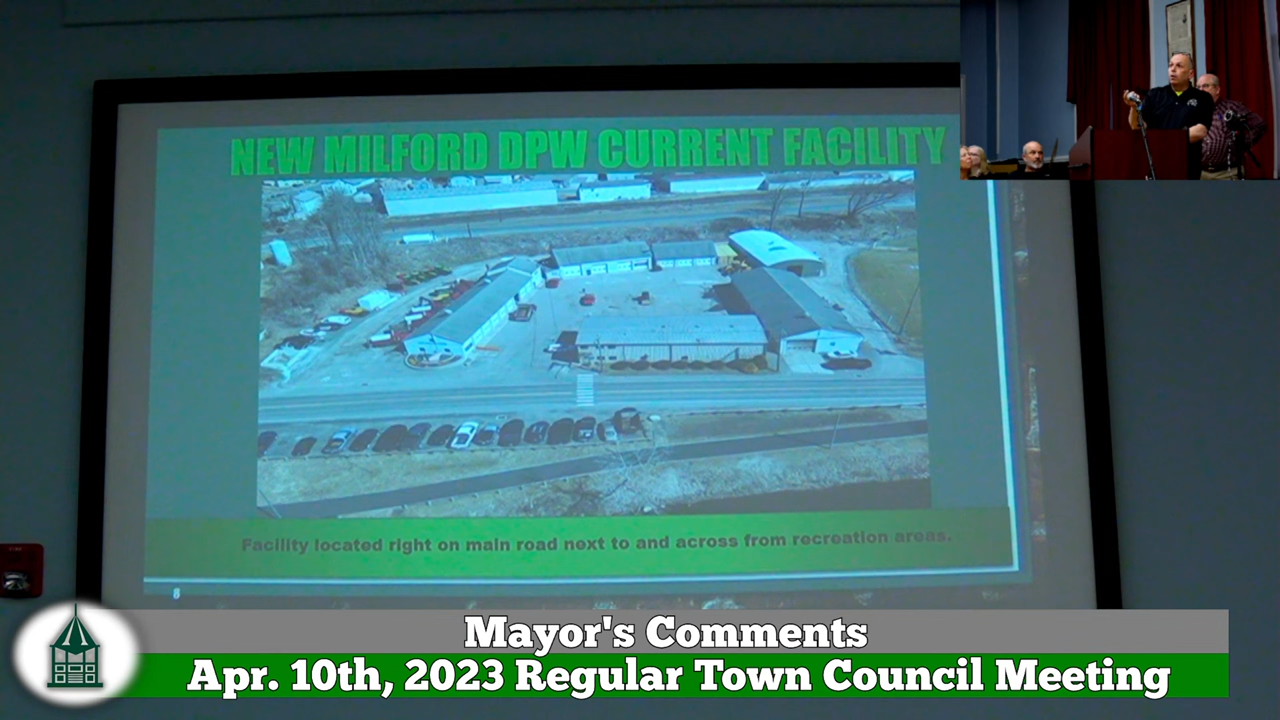 NEW MILFORD DPW CURRENT FACILITY
Facility located right on main road next to and across from recreation areas.
8
Mayor's Comments
Apr. 10th, 2023 Regular Town Council Meeting